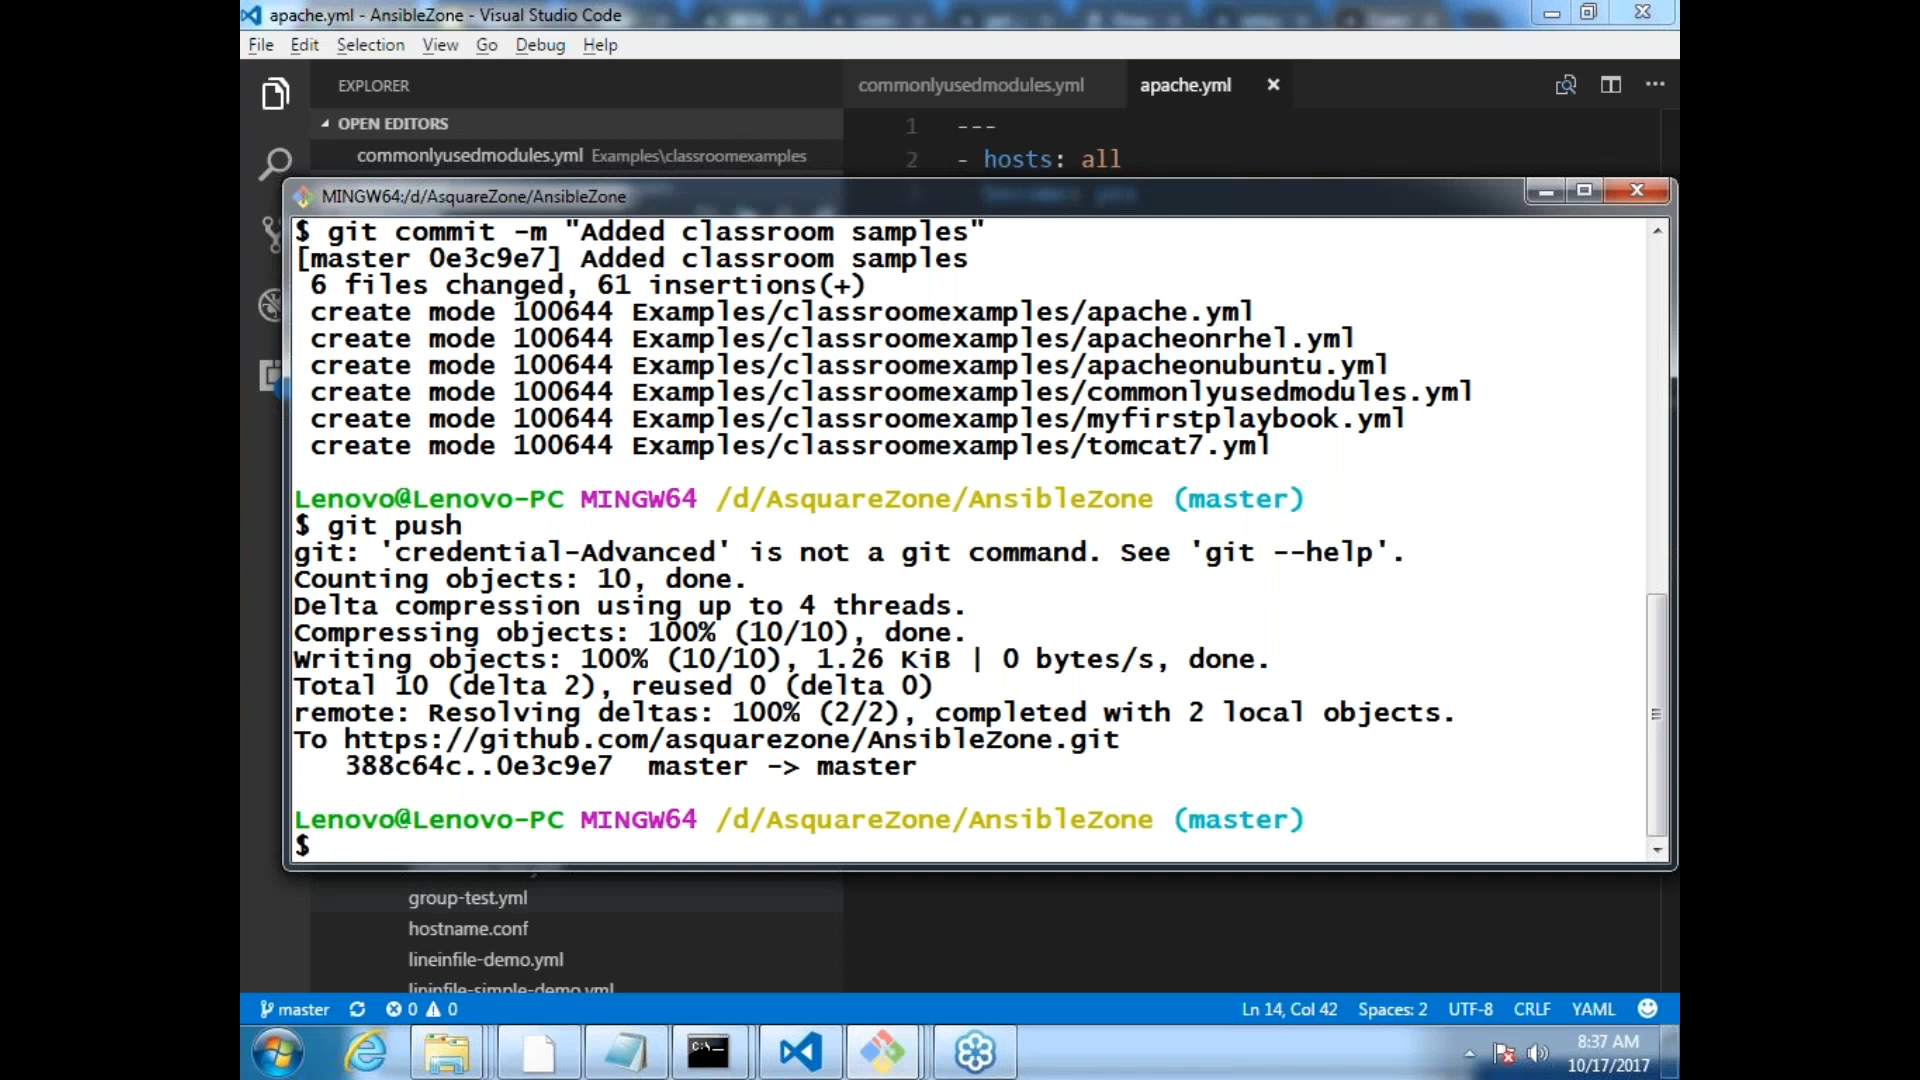 apache.yml - AnsibleZone - Visual Studio Code
File Edit Selection View Go Debug Help
EXPLORER
commonlyusedmodules.yml
apache.yml
OPEN EDITORS
commonlyusedmodules.yml Examples\classroomexamples
1 ---
2 - hosts: all
MINGW64:/d/AsquareZone/AnsibleZone
$ git commit -m "Added classroom samples"
[master 0e3c9e7] Added classroom samples
6 files changed, 61 insertions(+)
create mode 100644 Examples/classroomexamples/apache.yml
create mode 100644 Examples/classroomexamples/apacheonrhel.yml
create mode 100644 Examples/classroomexamples/apacheonubuntu.yml
create mode 100644 Examples/classroomexamples/commonlyusedmodules.yml
create mode 100644 Examples/classroomexamples/myfirstplaybook.yml
create mode 100644 Examples/classroomexamples/tomcat7.yml
Lenovo@Lenovo-PC MINGW64 /d/AsquareZone/AnsibleZone (master)
$ git push
git: 'credential-Advanced' is not a git command. See 'git --help'.
Counting objects: 10, done.
Delta compression using up to 4 threads.
Compressing objects: 100% (10/10), done.
Writing objects: 100% (10/10), 1.26 KiB | 0 bytes/s, done.
Total 10 (delta 2), reused 0 (delta 0)
remote: Resolving deltas: 100% (2/2), completed with 2 local objects.
To https://github.com/asquarezone/AnsibleZone.git
388c64c..0e3c9e7 master -> master
Lenovo@Lenovo-PC MINGW64 /d/AsquareZone/AnsibleZone (master)
$
group-test.yml
hostname.conf
lineinfile-demo.yml
lininfile-simple-demo.yml
master 0 0 Ln 14, Col 42 Spaces: 2 UTF-8 CRLF YAML
8:37 AM
10/17/2017